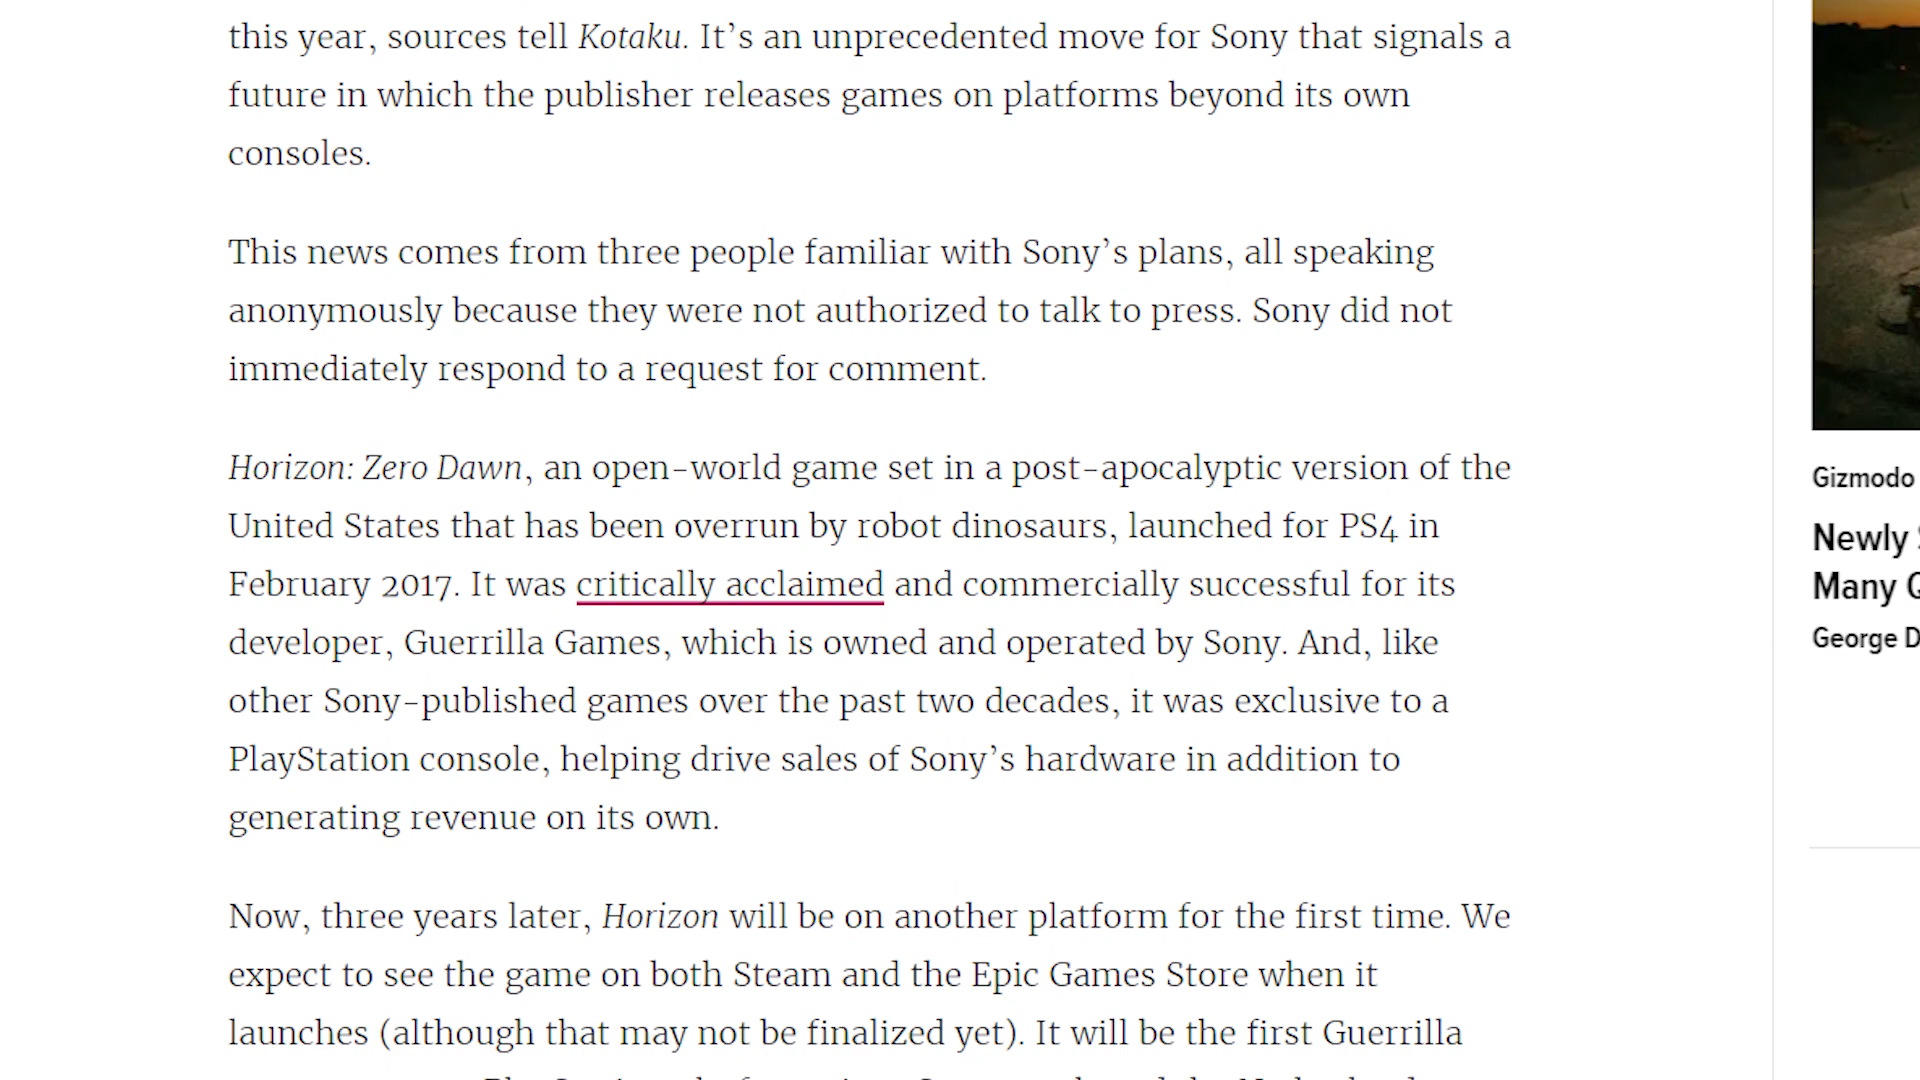 this year, sources tell Kotaku. It’s an unprecedented move for Sony that signals a
future in which the publisher releases games on platforms beyond its own
consoles.
This news comes from three people familiar with Sony’s plans, all speaking
anonymously because they were not authorized to talk to press. Sony did not
immediately respond to a request for comment.
Horizon: Zero Dawn, an open-world game set in a post-apocalyptic version of the
United States that has been overrun by robot dinosaurs, launched for PS4 in
February 2017. It was critically acclaimed and commercially successful for its
developer, Guerrilla Games, which is owned and operated by Sony. And, like
other Sony-published games over the past two decades, it was exclusive to a
PlayStation console, helping drive sales of Sony’s hardware in addition to
generating revenue on its own.
Now, three years later, Horizon will be on another platform for the first time. We
expect to see the game on both Steam and the Epic Games Store when it
launches (although that may not be finalized yet). It will be the first Guerrilla
Gizmodo
Newly
Many
George D